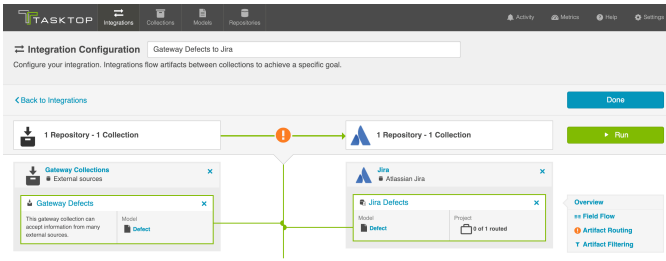 TASKTOP
Integrations
Collections
Models
Repositories
Activity
Metrics
Help
Settings
Integration Configuration
Gateway Defects to Jira
Configure your integration. Integrations flow artifacts between collections to achieve a specific goal.
Back to Integrations
Done
1 Repository - 1 Collection
1 Repository - 1 Collection
Run
Gateway Collections
External sources
Jira
Atlassian Jira
Gateway Defects
This gateway collection can
accept information from many
external sources.
Model
Defect
Jira Defects
Model
Defect
Project
0 of 1 routed
Overview
Field Flow
Artifact Routing
Artifact Filtering